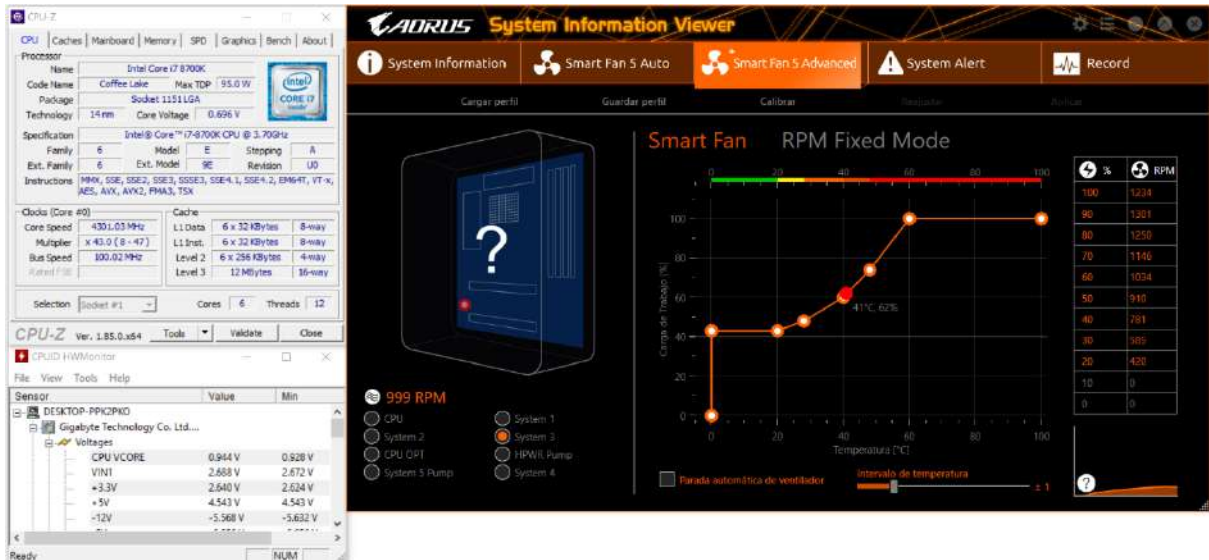 CPU-Z
CPU Caches Mainboard Memory SPD Graphics Bench About
Processor
Name Intel Core i7 8700K
Code Name Coffee Lake Max TDP 95.0 W
Package Socket 1151 LGA
Technology 14 nm Core Voltage 0.696 V
(intel)
CORE i7
inside
Specification Intel® Core™ i7-8700K CPU @ 3.70GHz
Family 6 Model E Stepping A
Ext. Family 6 Ext. Model 9E Revision U0
Instructions MMX, SSE, SSE2, SSE3, SSSE3, SSE4.1, SSE4.2, EM64T, VT-x,
AES, AVX, AVX2, FMA3, TSX
Clocks (Core #0)
Core Speed 4301.03 MHz
Multiplier x 43.0 ( 8 - 47 )
Bus Speed 100.02 MHz
Rated FSB
Cache
L1 Data 6 x 32 KBytes 8-way
L1 Inst. 6 x 32 KBytes 8-way
Level 2 6 x 256 KBytes 4-way
Level 3 12 MBytes 16-way
Selection Socket #1 Cores 6 Threads 12
CPU-Z Ver. 1.85.0.x64 Tools Validate Close
CPUID HWMonitor
File View Tools Help
Sensor Value Min
DESKTOP-PPK2PKO
Gigabyte Technology Co. Ltd....
Voltages
CPU VCORE 0.944 V 0.928 V
VIN1 2.688 V 2.672 V
+3.3V 2.640 V 2.624 V
+5V 4.543 V 4.543 V
-12V -5.568 V -5.632 V
Ready NUM
AORUS System Information Viewer
System Information Smart Fan 5 Auto Smart Fan 5 Advanced System Alert Record
Cargar perfil Guardar perfil Calibrar
?
999 RPM
CPU System 1
System 2 System 3
CPU OPT HPWR Pump
System 5 Pump System 4
Smart Fan RPM Fixed Mode
0 20 40 60 80 100
100
80
60
40
20
0
Carga de Trabajo [%]
41°C, 62%
0 20 40 60 80 100
Temperatura [°C]
Parada automática de ventilador
Intervalo de temperatura
± 1
% RPM
100 1234
90 1301
80 1250
70 1146
60 1034
50 910
40 781
30 585
20 420
10 0
0 0
?